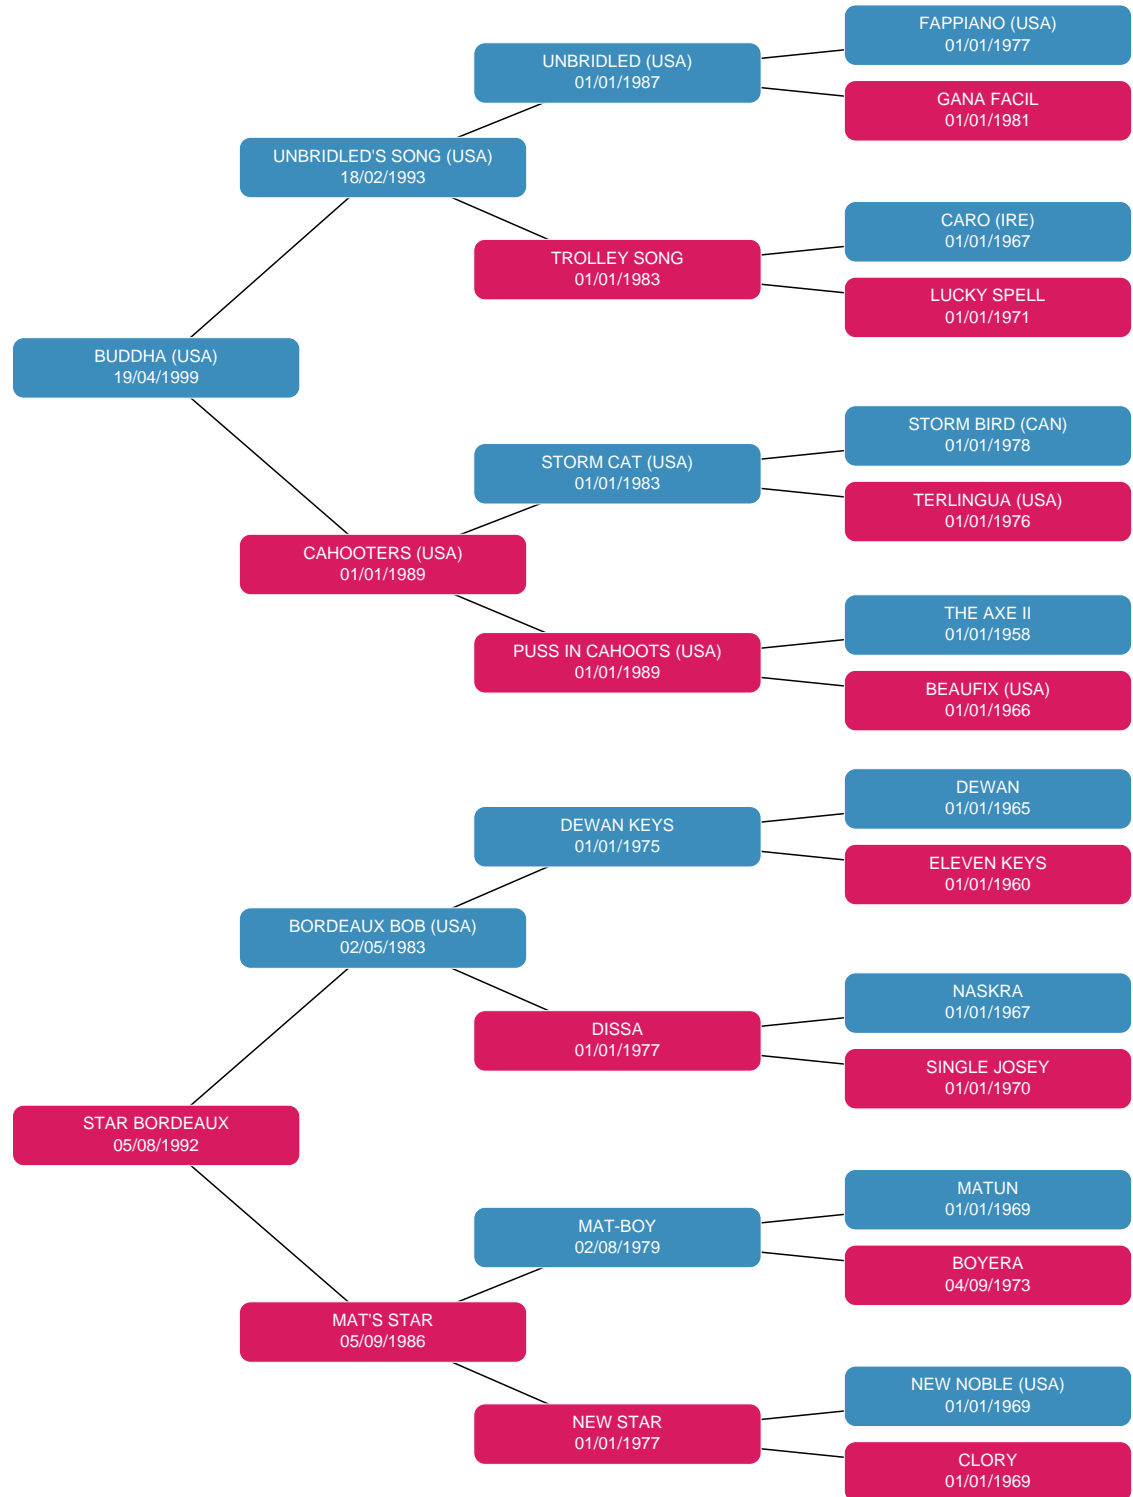 FAPPIANO (USA)
01/01/1977
UNBRIDLED (USA)
01/01/1987
GANA FACIL
01/01/1981
UNBRIDLED'S SONG (USA)
18/02/1993
CARO (IRE)
01/01/1967
TROLLEY SONG
01/01/1983
LUCKY SPELL
01/01/1971
BUDDHA (USA)
19/04/1999
STORM BIRD (CAN)
01/01/1978
STORM CAT (USA)
01/01/1983
TERLINGUA (USA)
01/01/1976
CAHOOTERS (USA)
01/01/1989
THE AXE II
01/01/1958
PUSS IN CAHOOTS (USA)
01/01/1989
BEAUFIX (USA)
01/01/1966
DEWAN
01/01/1965
DEWAN KEYS
01/01/1975
ELEVEN KEYS
01/01/1960
BORDEAUX BOB (USA)
02/05/1983
NASKRA
01/01/1967
DISSA
01/01/1977
SINGLE JOSEY
01/01/1970
STAR BORDEAUX
05/08/1992
MATUN
01/01/1969
MAT-BOY
02/08/1979
BOYERA
04/09/1973
MAT'S STAR
05/09/1986
NEW NOBLE (USA)
01/01/1969
NEW STAR
01/01/1977
CLORY
01/01/1969